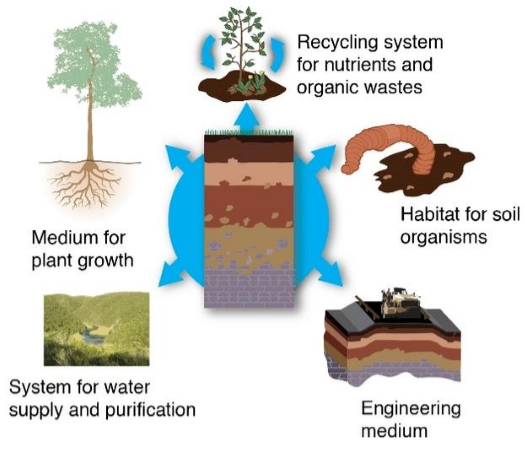 Recycling system
for nutrients and
organic wastes
Medium for
plant growth
Habitat for soil
organisms
System for water
supply and purification
Engineering
medium